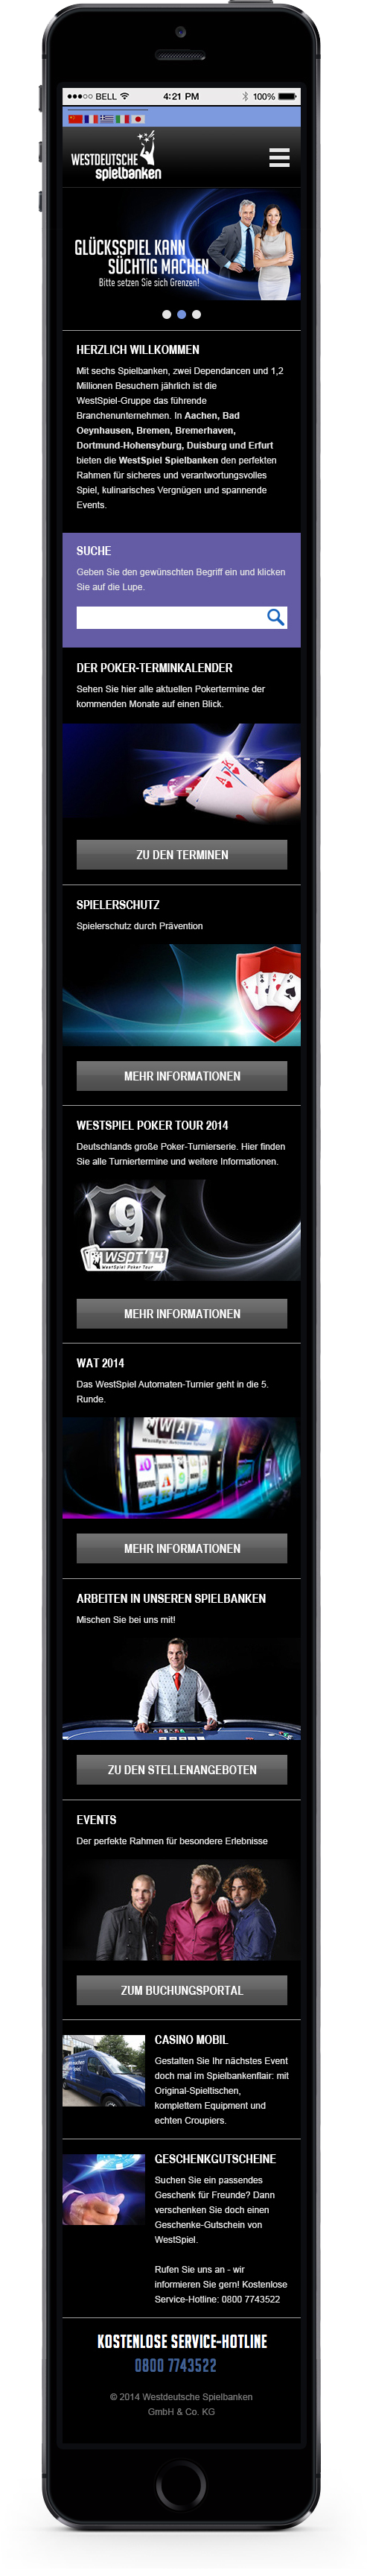 BELL
4:21 PM
100%
WESTDEUTSCHE
spielbanken
GLÜCKSSPIEL KANN
SÜCHTIG MACHEN
Bitte setzen Sie sich Grenzen!
HERZLICH WILLKOMMEN
Mit sechs Spielbanken, zwei Dependancen und 1,2
Millionen Besuchern jährlich ist die
WestSpiel-Gruppe das führende
Branchenunternehmen. In Aachen, Bad
Oeynhausen, Bremen, Bremerhaven,
Dortmund-Hohensyburg, Duisburg und Erfurt
bieten die WestSpiel Spielbanken den perfekten
Rahmen für sicheres und verantwortungsvolles
Spiel, kulinarisches Vergnügen und spannende
Events.
SUCHE
Geben Sie den gewünschten Begriff ein und klicken
Sie auf die Lupe.
DER POKER-TERMINKALENDER
Sehen Sie hier alle aktuellen Pokertermine der
kommenden Monate auf einen Blick.
A K
ZU DEN TERMINEN
SPIELERSCHUTZ
Spielerschutz durch Prävention
MEHR INFORMATIONEN
WESTSPIEL POKER TOUR 2014
Deutschlands große Poker-Turnierserie. Hier finden
Sie alle Turniertermine und weitere Informationen.
9
WSPT'14
WestSpiel Poker Tour
MEHR INFORMATIONEN
WAT 2014
Das WestSpiel Automaten-Turnier geht in die 5.
Runde.
WAT
MEHR INFORMATIONEN
ARBEITEN IN UNSEREN SPIELBANKEN
Mischen Sie bei uns mit!
ZU DEN STELLENANGEBOTEN
EVENTS
Der perfekte Rahmen für besondere Erlebnisse
ZUM BUCHUNGSPORTAL
CASINO MOBIL
Gestalten Sie Ihr nächstes Event
doch mal im Spielbankenflair: mit
Original-Spieltischen,
komplettem Equipment und
echten Croupiers.
GESCHENKGUTSCHEINE
Suchen Sie ein passendes
Geschenk für Freunde? Dann
verschenken Sie doch einen
Geschenke-Gutschein von
WestSpiel.
Rufen Sie uns an - wir
informieren Sie gern! Kostenlose
Service-Hotline: 0800 7743522
KOSTENLOSE SERVICE-HOTLINE
0800 7743522
© 2014 Westdeutsche Spielbanken
GmbH & Co. KG